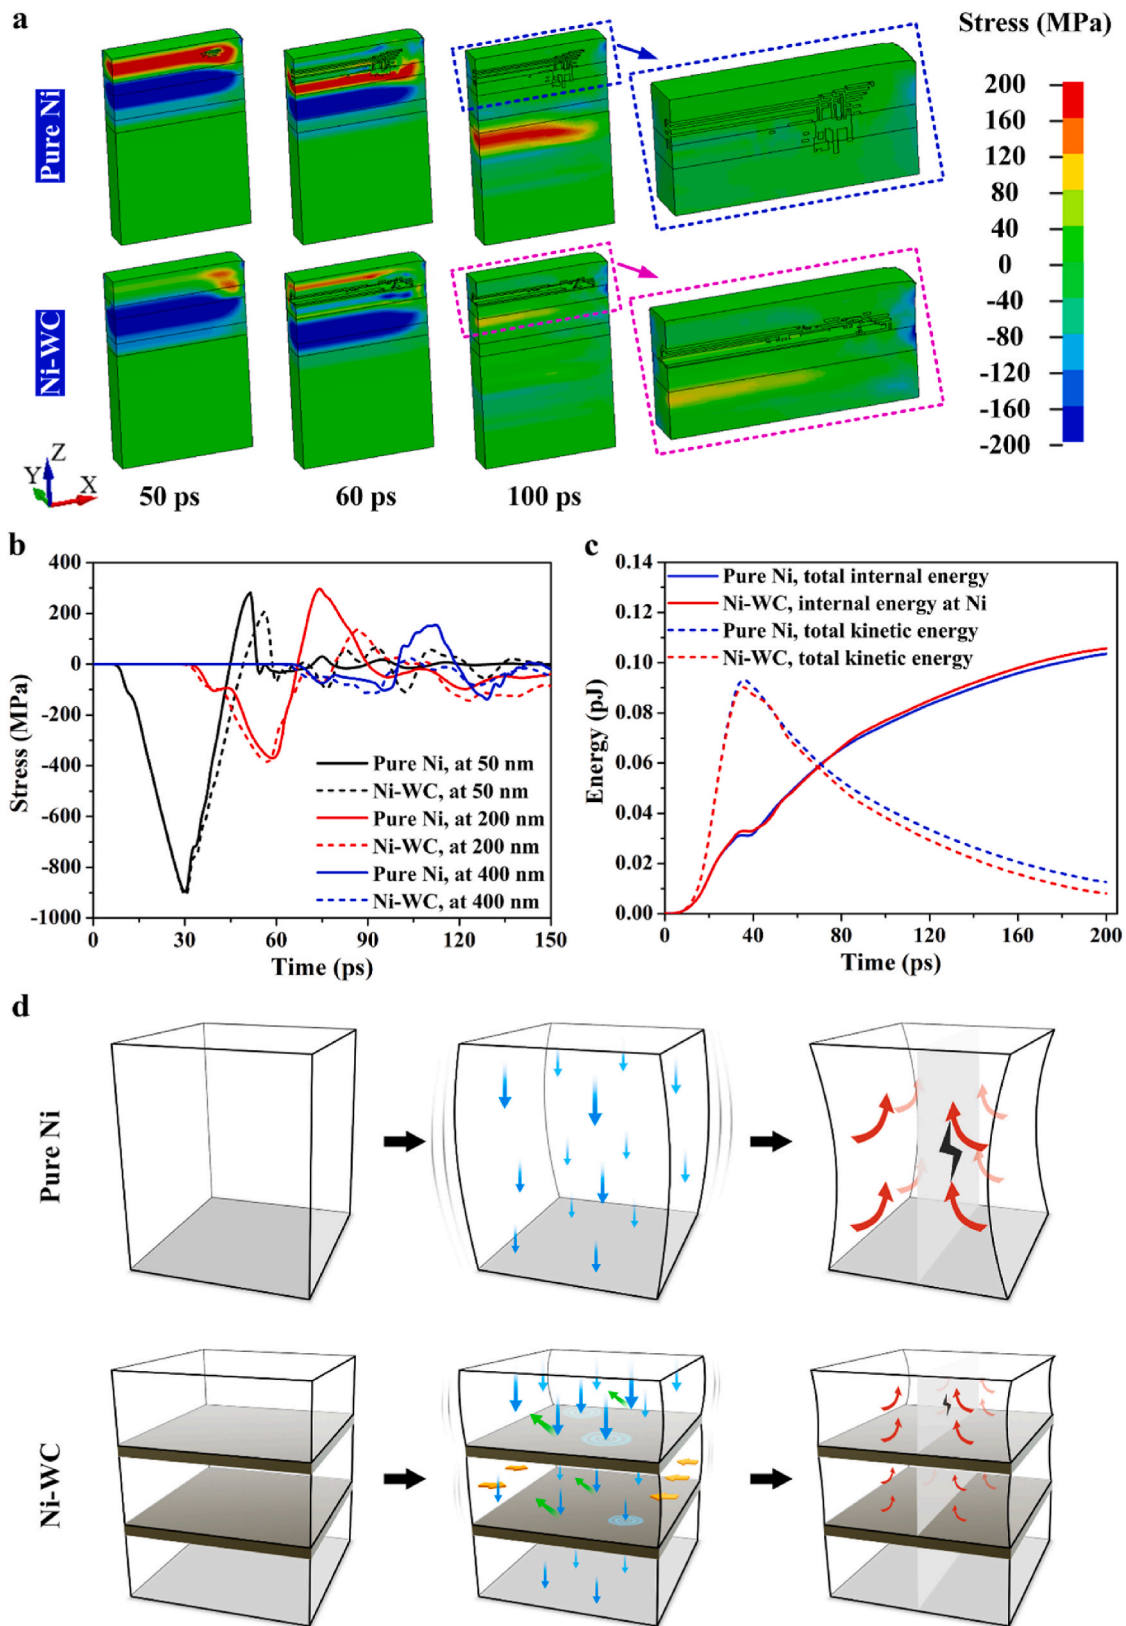 a
Stress (MPa)
Pure Ni
200
160
120
80
40
0
-40
-80
-120
-160
-200
Ni-WC
Z
Y
X
50 ps
60 ps
100 ps
b
400
200
0
-200
-400
-600
-800
-1000
Stress (MPa)
Pure Ni, at 50 nm
Ni-WC, at 50 nm
Pure Ni, at 200 nm
Ni-WC, at 200 nm
Pure Ni, at 400 nm
Ni-WC, at 400 nm
0 30 60 90 120 150
Time (ps)
c
0.14
0.12
0.10
0.08
0.06
0.04
0.02
0.00
Energy (pJ)
Pure Ni, total internal energy
Ni-WC, internal energy at Ni
Pure Ni, total kinetic energy
Ni-WC, total kinetic energy
0 40 80 120 160 200
Time (ps)
d
Pure Ni
Ni-WC